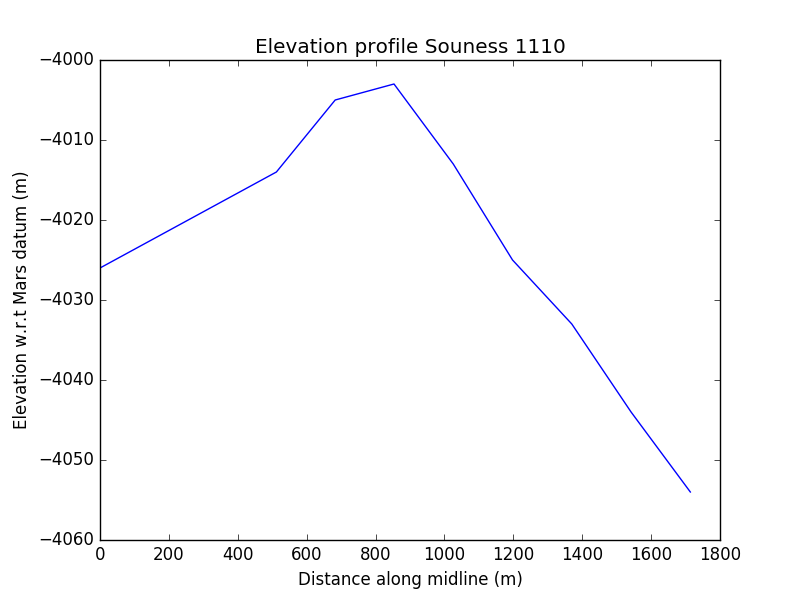 Elevation profile Souness 1110
−4000
−4010
−4020
−4030
−4040
−4050
−4060
Elevation w.r.t Mars datum (m)
0 200 400 600 800 1000 1200 1400 1600 1800
Distance along midline (m)